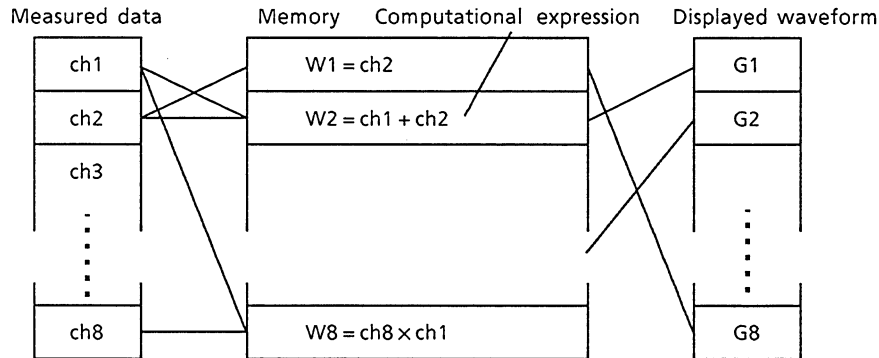 Measured data Memory Computational expression Displayed waveform
ch1 W1 = ch2 G1
ch2 W2 = ch1 + ch2 G2
ch3
ch8 W8 = ch8 × ch1 G8